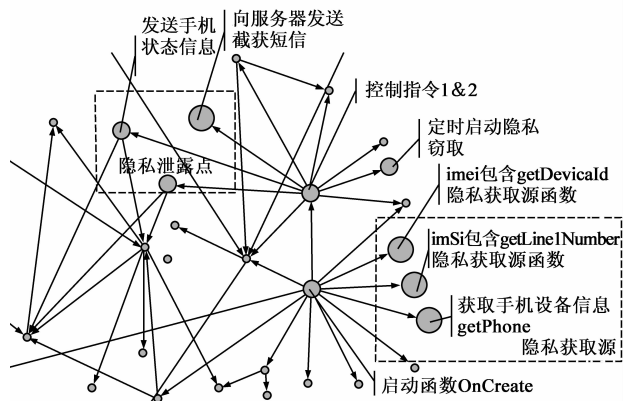 发送手机
状态信息
向服务器发送
截获短信
控制指令1&2
定时启动隐私
窃取
隐私泄露点
imei包含getDevicaId
隐私获取源函数
imSi包含getLine1Number
隐私获取源函数
获取手机设备信息
getPhone
隐私获取源
启动函数OnCreate